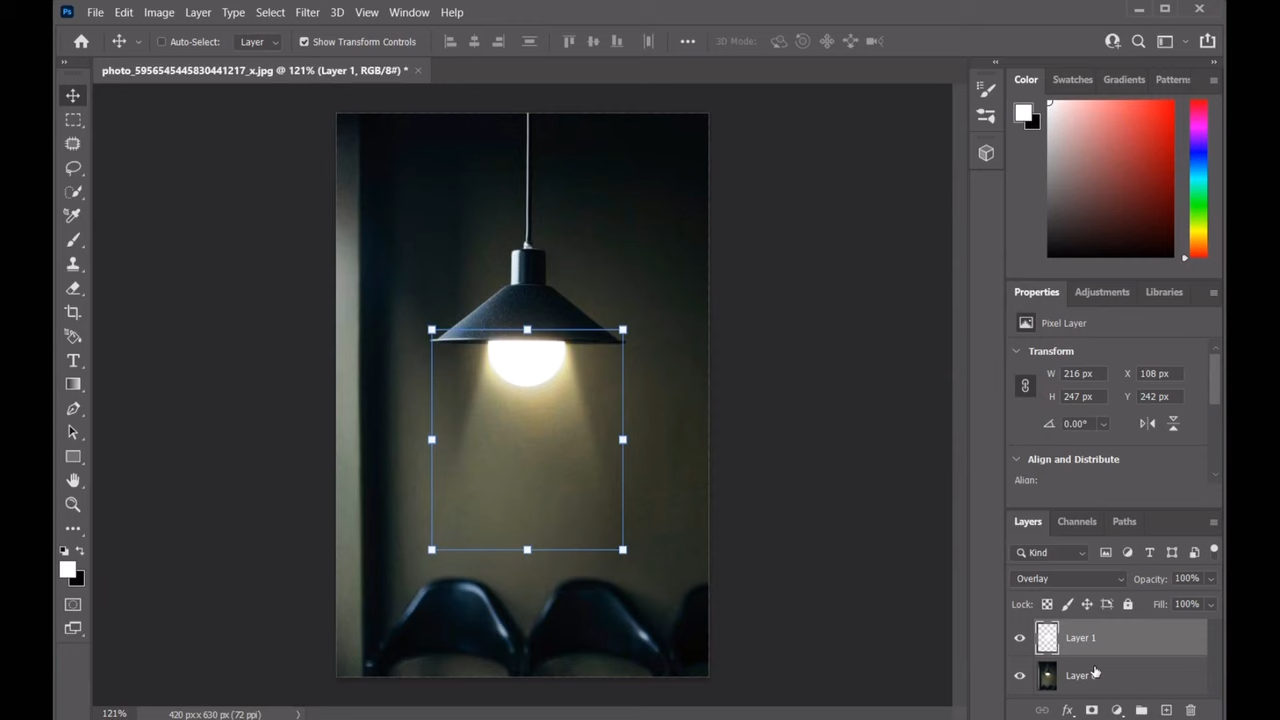 Ps File Edit Image Layer Type Select Filter 3D View Window Help
Auto-Select: Layer Show Transform Controls 3D Mode:
photo_5956545445830441217_x.jpg @ 121% (Layer 1, RGB/8#) *
Color Swatches Gradients Patterns
Properties Adjustments Libraries
Pixel Layer
Transform
W 216 px X 108 px
H 247 px Y 242 px
0.00°
Align and Distribute
Align:
Layers Channels Paths
Kind
Overlay Opacity: 100%
Lock: Fill: 100%
Layer 1
Layer
fx
121% 420 px x 630 px (72 ppi)